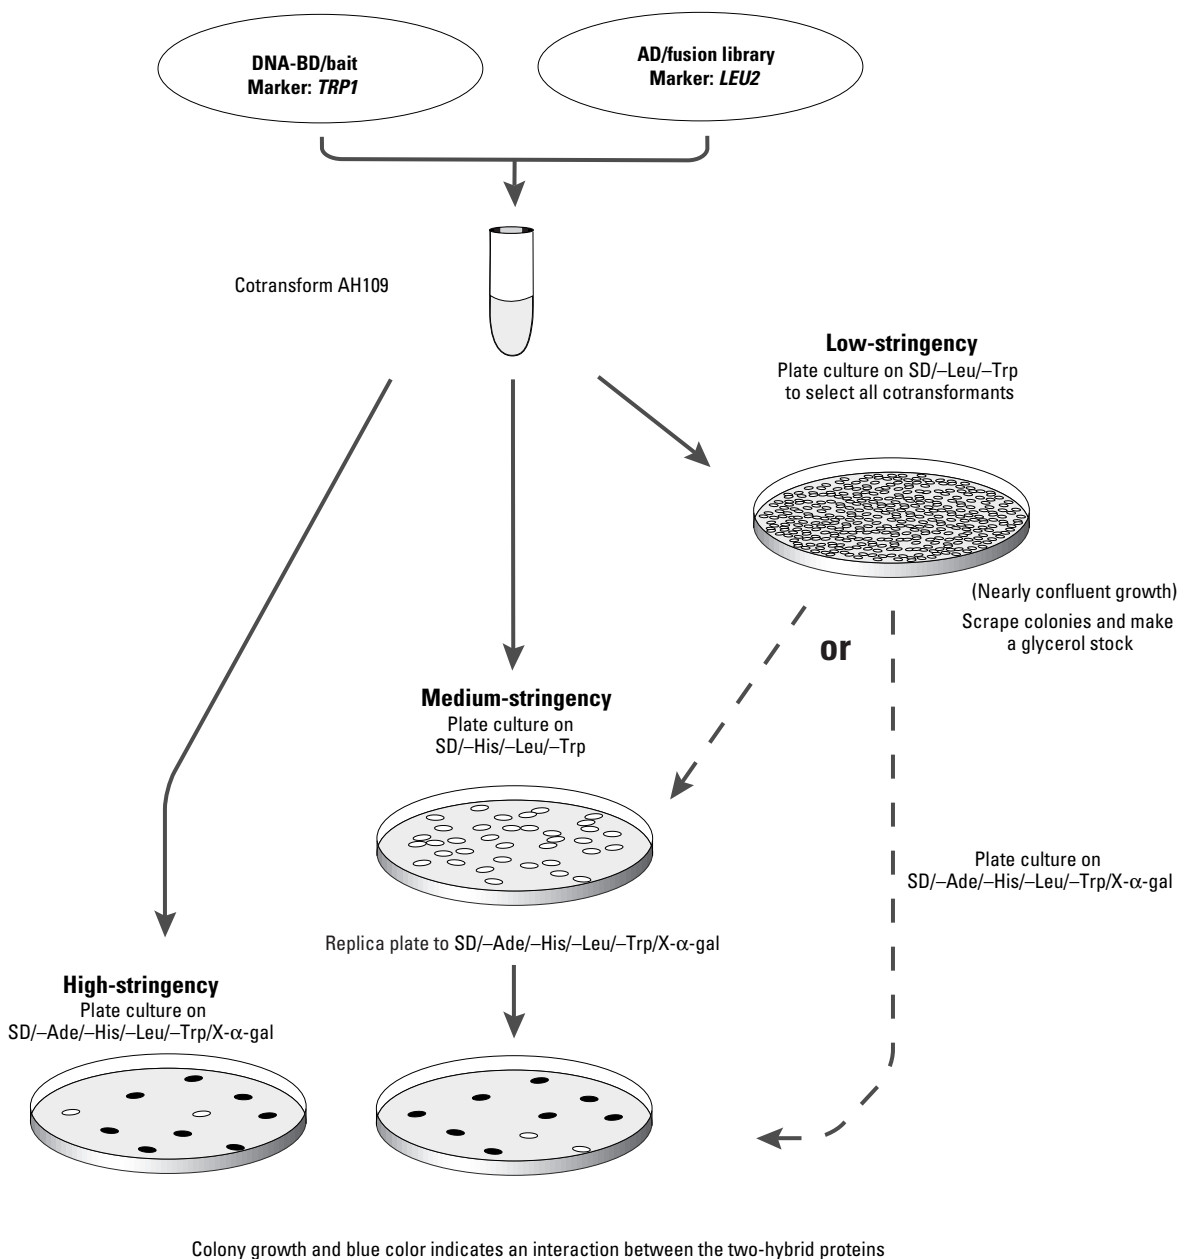 DNA-BD/bait
Marker: TRP1
AD/fusion library
Marker: LEU2
Cotransform AH109
Low-stringency
Plate culture on SD/–Leu/–Trp
to select all cotransformants
(Nearly confluent growth)
Scrape colonies and make
a glycerol stock
or
Medium-stringency
Plate culture on
SD/–His/–Leu/–Trp
Plate culture on
SD/–Ade/–His/–Leu/–Trp/X-α-gal
Replica plate to SD/–Ade/–His/–Leu/–Trp/X-α-gal
High-stringency
Plate culture on
SD/–Ade/–His/–Leu/–Trp/X-α-gal
Colony growth and blue color indicates an interaction between the two-hybrid proteins